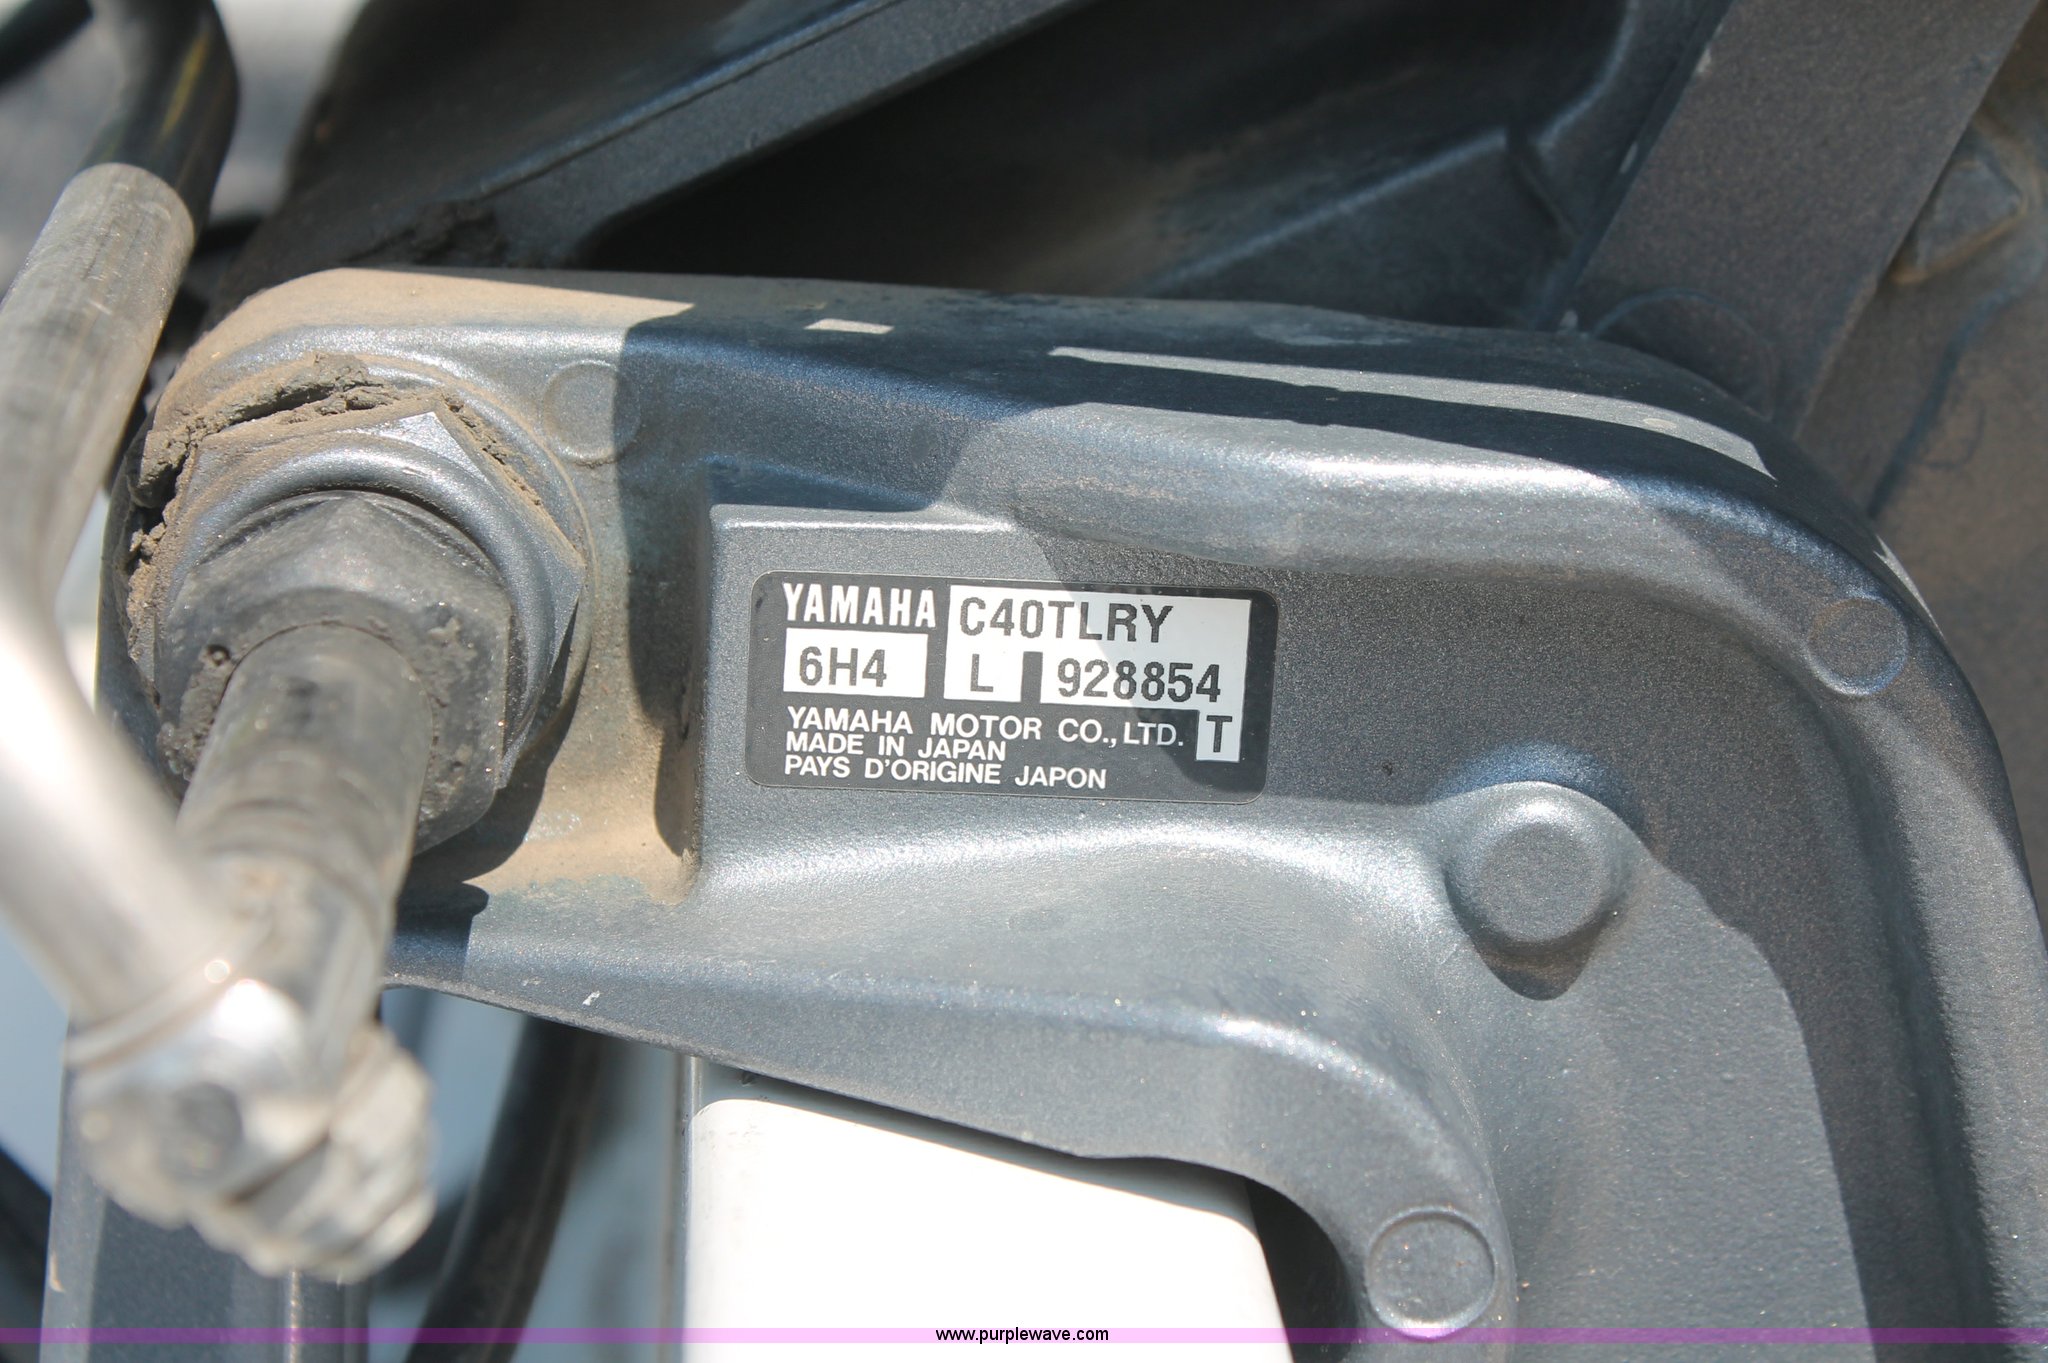 YAMAHA C40TLRY
6H4 L 928854
YAMAHA MOTOR CO., LTD. T
MADE IN JAPAN
PAYS D'ORIGINE JAPON
www.purplewave.com